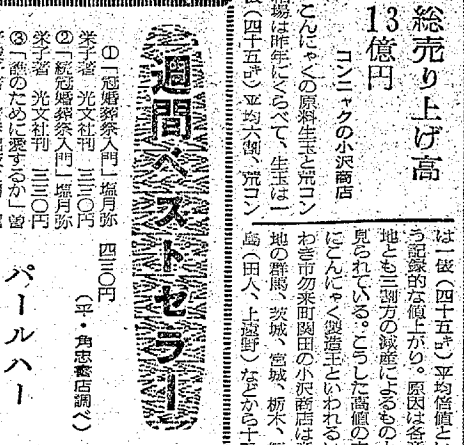 総売り上げ高
13億円
コンニャクの小沢商店
こんにゃくの原料生玉と荒コン
場は昨年にくらべて、生玉は一
俵(四十五㌔)平均六割、荒コン
は一俵(四十五㌔)平均倍値と
う記録的な値上がり。原因は各
地とも三割方の減産によるもの
見られている。こうした高値の
にこんにゃく製造王といわれる
わき市勿来町関田の小沢商店は
地の群馬、茨城、宮城、栃木、
島(田人、上遠野)などから十
週間ベストセラー
①「冠婚葬祭入門」塩月弥
栄子著 光文社刊 三三〇円
②「続冠婚葬祭入門」塩月弥
栄子著 光文社刊 三三〇円
③「誰のために愛するか」曽
四三〇円
(平・角忠書店調べ)
パールハー